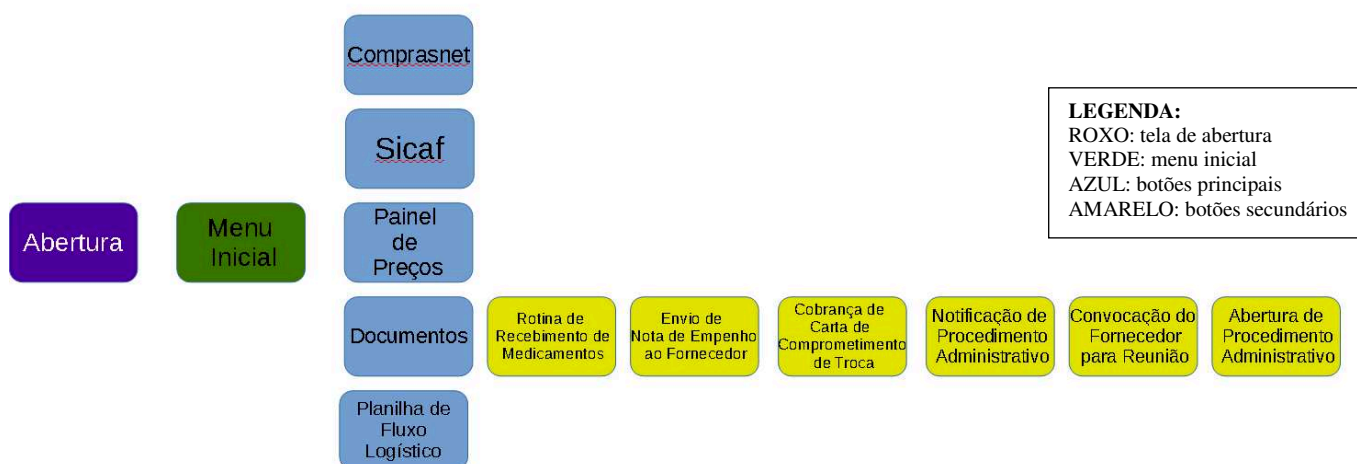 Comprasnet
Sicaf
Abertura
Menu
Inicial
Painel
de
Preços
Documentos
Rotina de
Recebimento de
Medicamentos
Envio de
Nota de Empenho
ao Fornecedor
Cobrança de
Carta de
Comprometimento
de Troca
Notificação de
Procedimento
Administrativo
Convocação do
Fornecedor
para Reunião
Abertura de
Procedimento
Administrativo
Planilha de
Fluxo
Logístico
LEGENDA:
ROXO: tela de abertura
VERDE: menu inicial
AZUL: botões principais
AMARELO: botões secundários